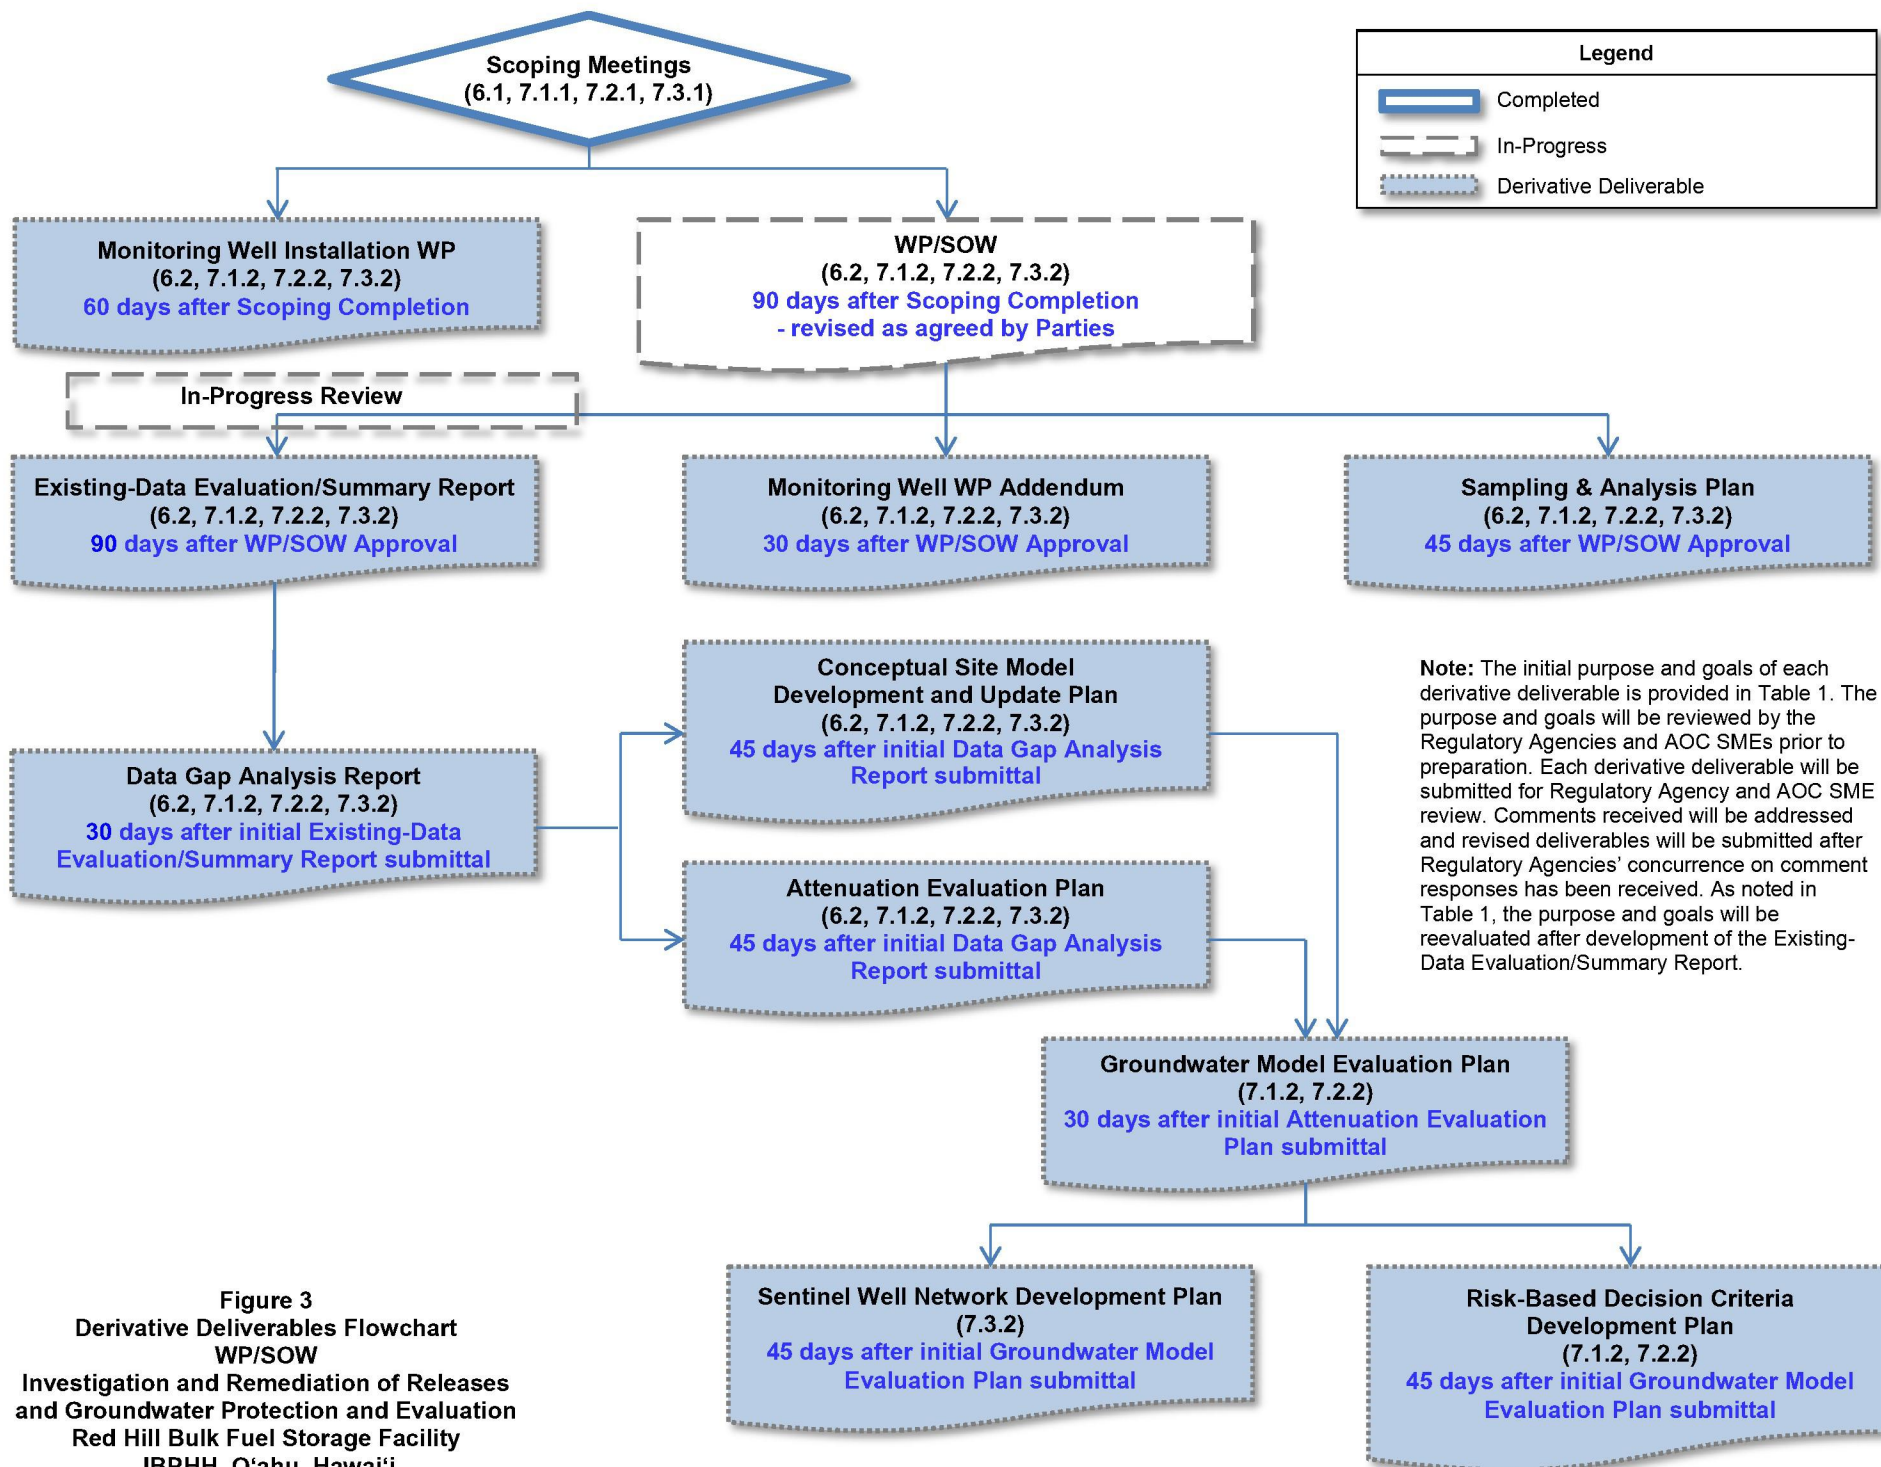 Scoping Meetings
(6.1, 7.1.1, 7.2.1, 7.3.1)
Legend
Completed
In-Progress
Derivative Deliverable
Monitoring Well Installation WP
(6.2, 7.1.2, 7.2.2, 7.3.2)
60 days after Scoping Completion
WP/SOW
(6.2, 7.1.2, 7.2.2, 7.3.2)
90 days after Scoping Completion
- revised as agreed by Parties
In-Progress Review
Existing-Data Evaluation/Summary Report
(6.2, 7.1.2, 7.2.2, 7.3.2)
90 days after WP/SOW Approval
Monitoring Well WP Addendum
(6.2, 7.1.2, 7.2.2, 7.3.2)
30 days after WP/SOW Approval
Sampling & Analysis Plan
(6.2, 7.1.2, 7.2.2, 7.3.2)
45 days after WP/SOW Approval
Data Gap Analysis Report
(6.2, 7.1.2, 7.2.2, 7.3.2)
30 days after initial Existing-Data
Evaluation/Summary Report submittal
Conceptual Site Model
Development and Update Plan
(6.2, 7.1.2, 7.2.2, 7.3.2)
45 days after initial Data Gap Analysis
Report submittal
Attenuation Evaluation Plan
(6.2, 7.1.2, 7.2.2, 7.3.2)
45 days after initial Data Gap Analysis
Report submittal
Note: The initial purpose and goals of each
derivative deliverable is provided in Table 1. The
purpose and goals will be reviewed by the
Regulatory Agencies and AOC SMEs prior to
preparation. Each derivative deliverable will be
submitted for Regulatory Agency and AOC SME
review. Comments received will be addressed
and revised deliverables will be submitted after
Regulatory Agencies’ concurrence on comment
responses has been received. As noted in
Table 1, the purpose and goals will be
reevaluated after development of the Existing-
Data Evaluation/Summary Report.
Groundwater Model Evaluation Plan
(7.1.2, 7.2.2)
30 days after initial Attenuation Evaluation
Plan submittal
Sentinel Well Network Development Plan
(7.3.2)
45 days after initial Groundwater Model
Evaluation Plan submittal
Risk-Based Decision Criteria
Development Plan
(7.1.2, 7.2.2)
45 days after initial Groundwater Model
Evaluation Plan submittal
Figure 3
Derivative Deliverables Flowchart
WP/SOW
Investigation and Remediation of Releases
and Groundwater Protection and Evaluation
Red Hill Bulk Fuel Storage Facility
JBPHH, Oʻahu, Hawaiʻi